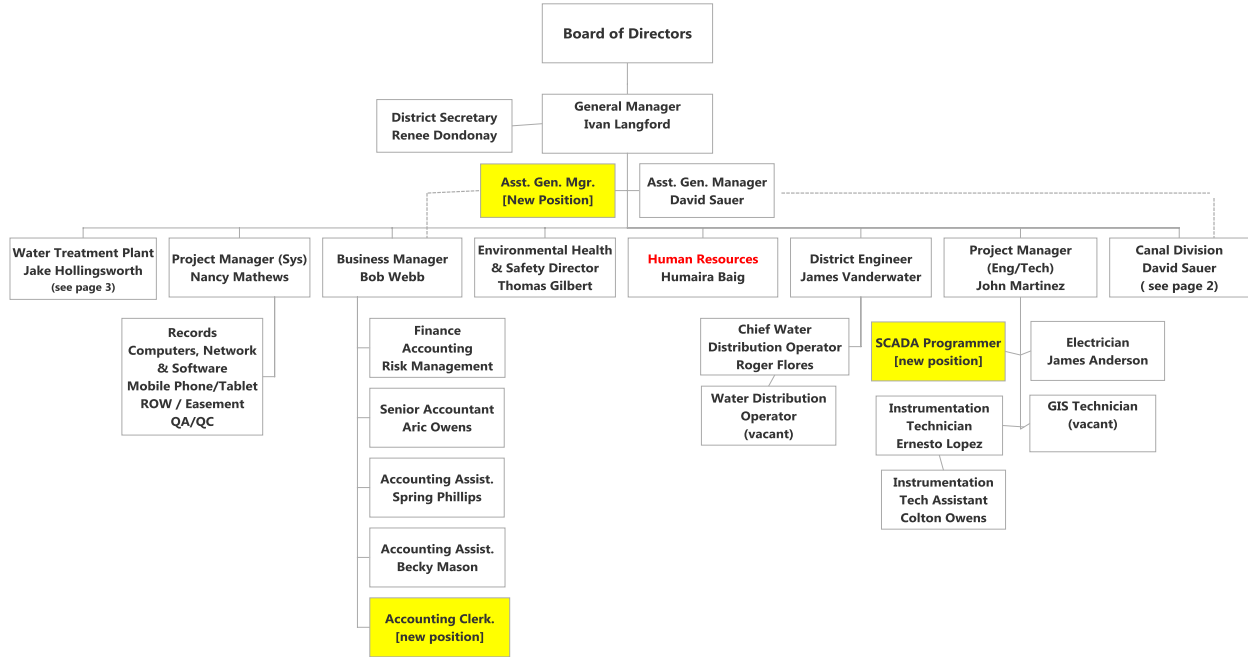 Board of Directors
General Manager
Ivan Langford
District Secretary
Renee Dondonay
Asst. Gen. Mgr.
[New Position]
Asst. Gen. Manager
David Sauer
Water Treatment Plant
Jake Hollingsworth
(see page 3)
Project Manager (Sys)
Nancy Mathews
Business Manager
Bob Webb
Environmental Health
& Safety Director
Thomas Gilbert
Human Resources
Humaira Baig
District Engineer
James Vanderwater
Project Manager
(Eng/Tech)
John Martinez
Canal Division
David Sauer
( see page 2)
Records
Computers, Network
& Software
Mobile Phone/Tablet
ROW / Easement
QA/QC
Finance
Accounting
Risk Management
Senior Accountant
Aric Owens
Accounting Assist.
Spring Phillips
Accounting Assist.
Becky Mason
Accounting Clerk.
[new position]
Chief Water
Distribution Operator
Roger Flores
Water Distribution
Operator
(vacant)
SCADA Programmer
[new position]
Electrician
James Anderson
Instrumentation
Technician
Ernesto Lopez
GIS Technician
(vacant)
Instrumentation
Tech Assistant
Colton Owens